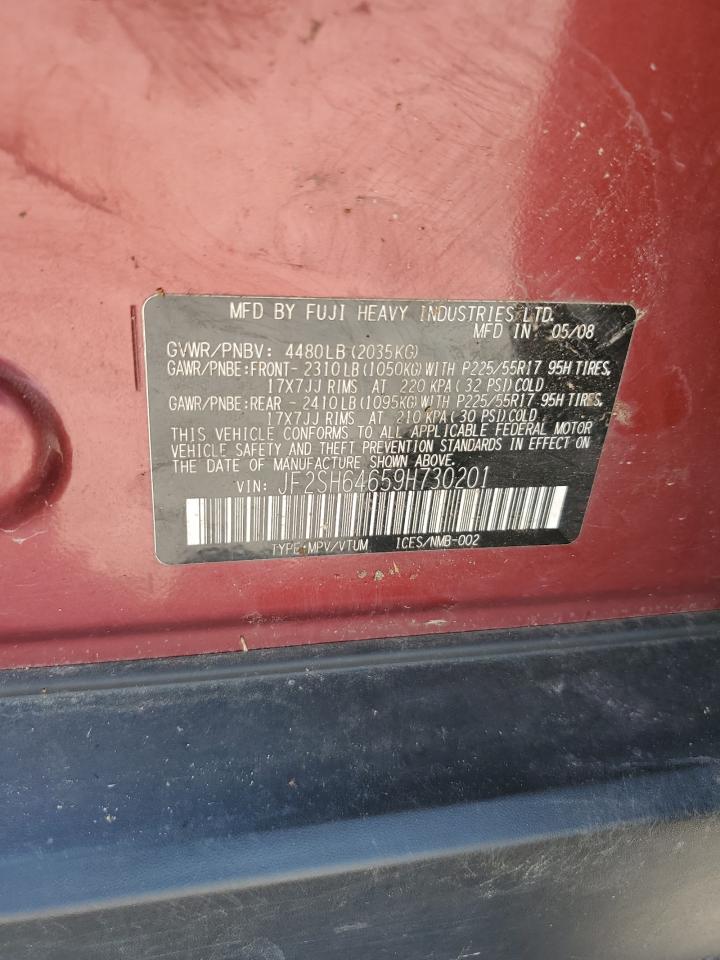 MFD BY FUJI HEAVY INDUSTRIES LTD.
MFD IN 05/08
GVWR/PNBV: 4480LB(2035KG)
GAWR/PNBE:FRONT- 2310LB(1050KG)WITH P225/55R17 95H TIRES,
17X7JJ RIMS AT 220 KPA(32 PSI)COLD
GAWR/PNBE:REAR - 2410LB(1095KG)WITH P225/55R17 95H TIRES,
17X7JJ RIMS AT 210 KPA(30 PSI)COLD
THIS VEHICLE CONFORMS TO ALL APPLICABLE FEDERAL MOTOR
VEHICLE SAFETY AND THEFT PREVENTION STANDARDS IN EFFECT ON
THE DATE OF MANUFACTURE SHOWN ABOVE.
VIN: JF2SH64659H730201
TYPE:MPV/VTUM ICES/NMB-002